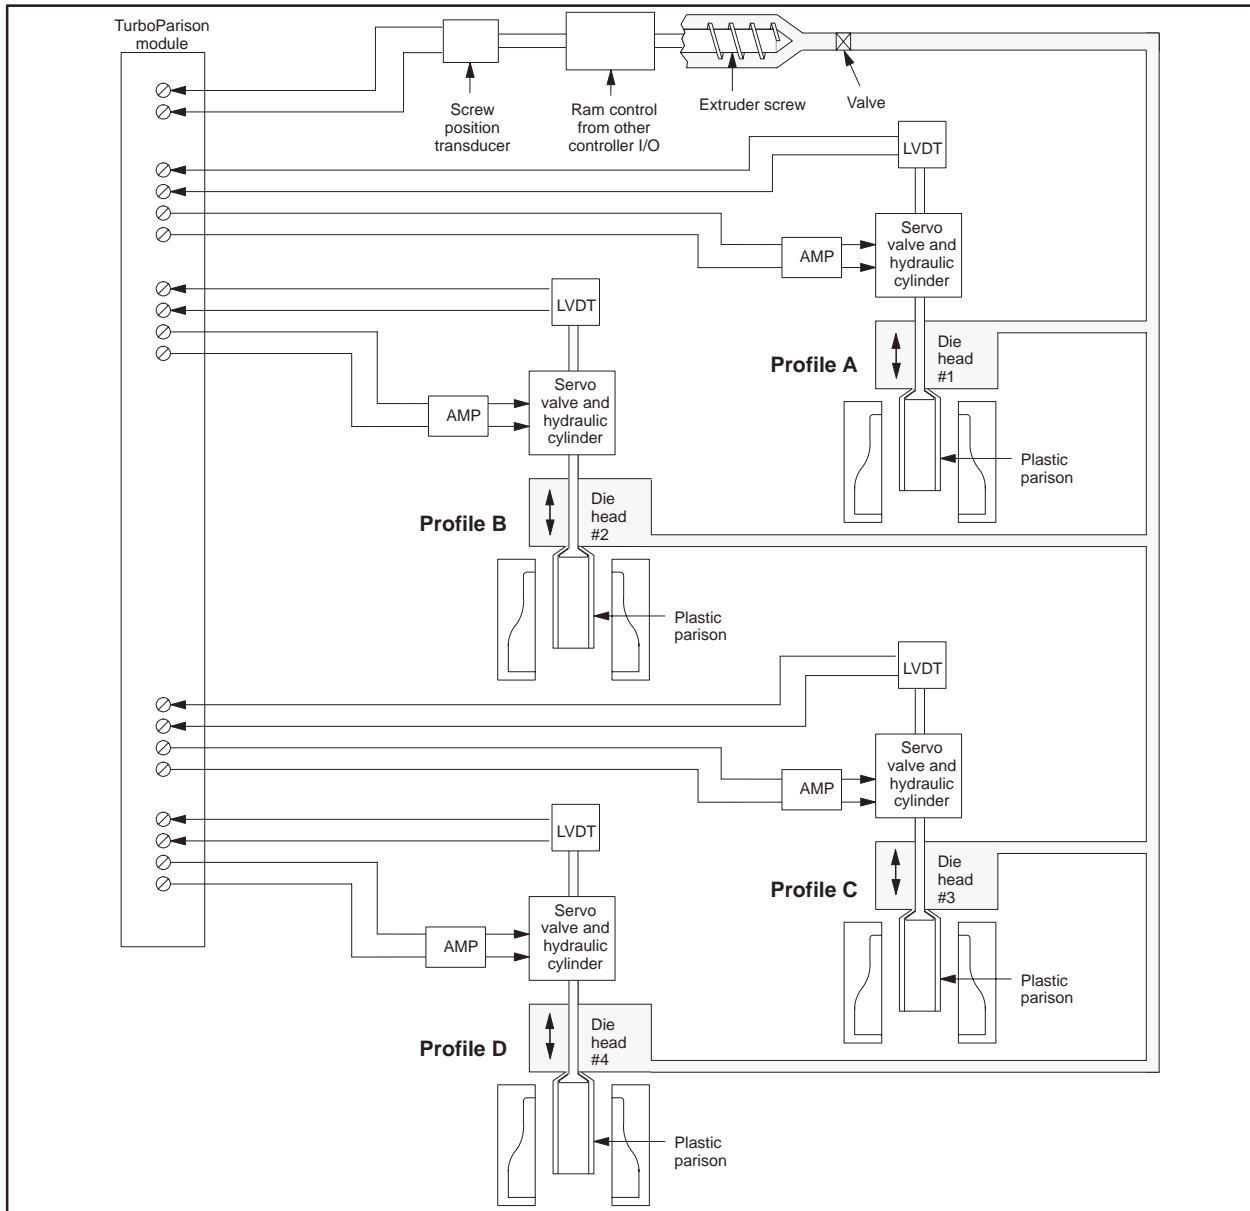 TurboParison
module
Screw
position
transducer
Ram control
from other
controller I/O
Extruder screw
Valve
LVDT
Servo
valve and
hydraulic
cylinder
AMP
LVDT
Die
head
#1
Profile A
Servo
valve and
hydraulic
cylinder
AMP
Plastic
parison
Die
head
#2
Profile B
Plastic
parison
LVDT
Servo
valve and
hydraulic
cylinder
AMP
LVDT
Die
head
#3
Profile C
Servo
valve and
hydraulic
cylinder
AMP
Plastic
parison
Die
head
#4
Profile D
Plastic
parison